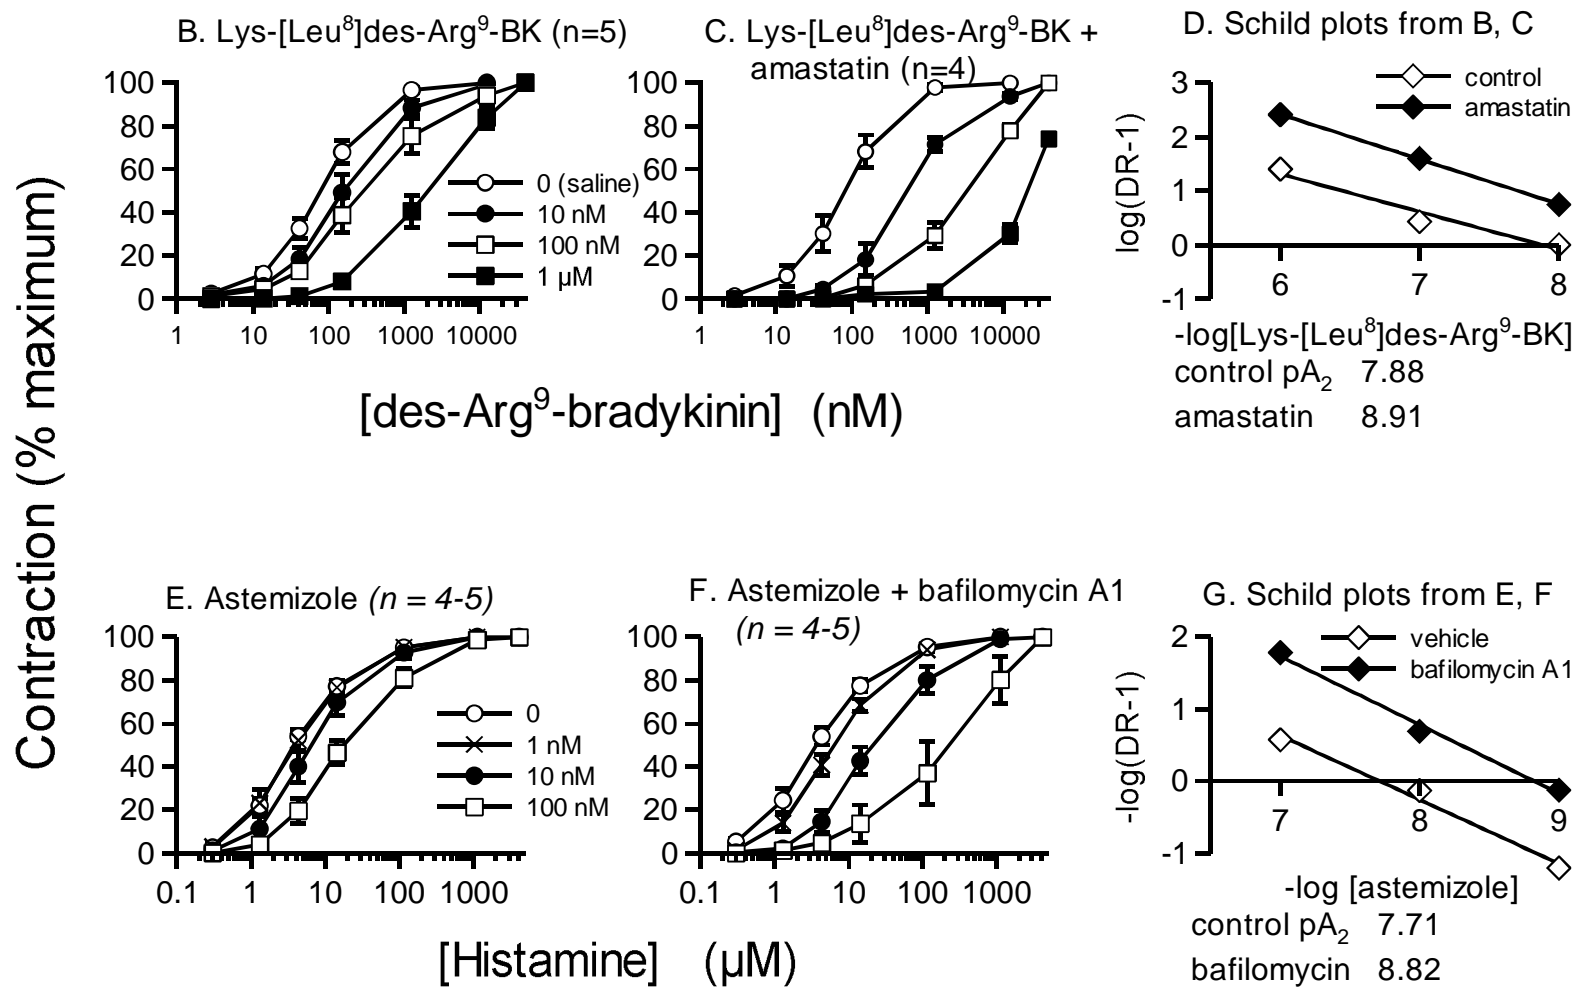 B. Lys-[Leu⁸]des-Arg⁹-BK (n=5)
100
80
60
40
20
0
1
10
100
1000
10000
0 (saline)
10 nM
100 nM
1 µM
C. Lys-[Leu⁸]des-Arg⁹-BK +
amastatin (n=4)
100
80
60
40
20
0
1
10
100
1000
10000
[des-Arg⁹-bradykinin] (nM)
D. Schild plots from B, C
control
amastatin
log(DR-1)
3
2
1
0
-1
6
7
8
-log[Lys-[Leu⁸]des-Arg⁹-BK]
control pA₂ 7.88
amastatin 8.91
Contraction (% maximum)
E. Astemizole (n = 4-5)
100
80
60
40
20
0
0.1
1
10
100
1000
0
1 nM
10 nM
100 nM
F. Astemizole + bafilomycin A1
(n = 4-5)
100
80
60
40
20
0
0.1
1
10
100
1000
[Histamine] (µM)
G. Schild plots from E, F
vehicle
bafilomycin A1
-log(DR-1)
2
1
0
-1
7
8
9
-log [astemizole]
control pA₂ 7.71
bafilomycin 8.82